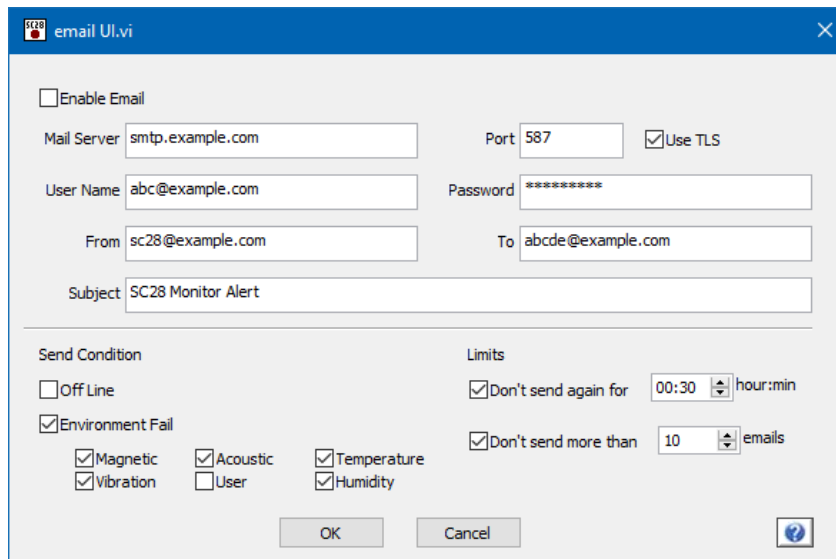 SC28 email UI.vi
Enable Email
Mail Server smtp.example.com Port 587 Use TLS
User Name abc@example.com Password *********
From sc28@example.com To abcde@example.com
Subject SC28 Monitor Alert
Send Condition Limits
Off Line Don't send again for 00:30 hour:min
Environment Fail
Don't send more than 10 emails
Magnetic Acoustic Temperature
Vibration User Humidity
OK Cancel ?